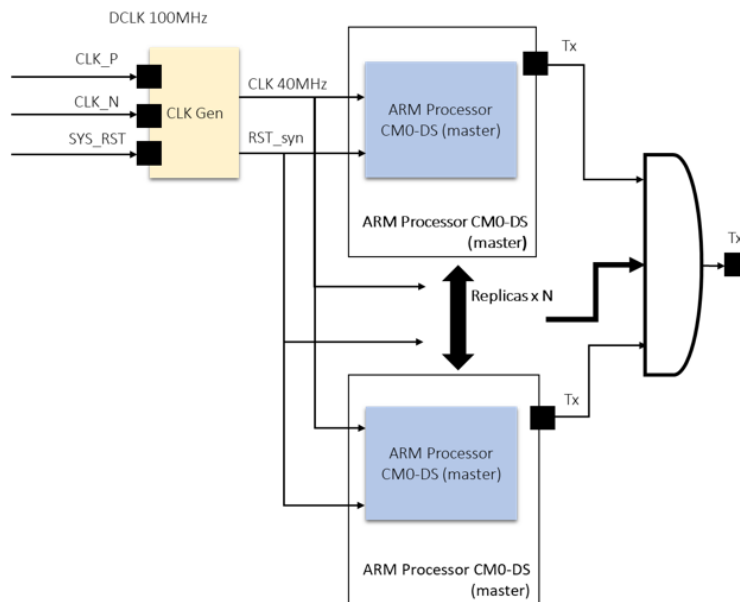 DCLK 100MHz
CLK_P
CLK_N
SYS_RST
CLK Gen
CLK 40MHz
RST_syn
ARM Processor
CM0-DS (master)
ARM Processor CM0-DS
(master)
Tx
Replicas x N
Tx
Tx
ARM Processor
CM0-DS (master)
ARM Processor CM0-DS
(master)